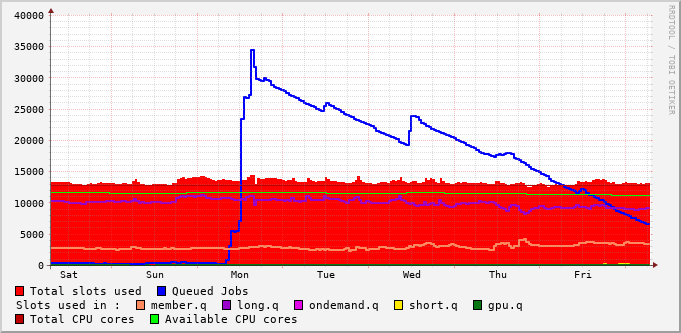 RRDTOOL / TOBI OETIKER
40000
35000
30000
25000
20000
15000
10000
5000
0
Sat Sun Mon Tue Wed Thu Fri
Total slots used Queued Jobs
Slots used in : member.q long.q ondemand.q short.q gpu.q
Total CPU cores Available CPU cores